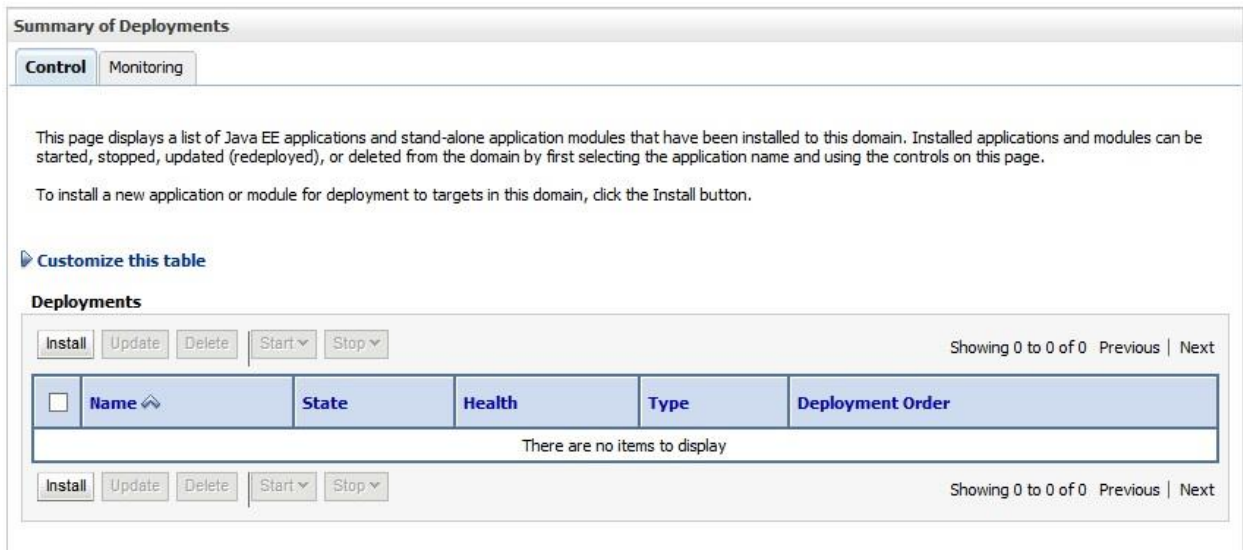 Summary of Deployments
Control Monitoring
This page displays a list of Java EE applications and stand-alone application modules that have been installed to this domain. Installed applications and modules can be
started, stopped, updated (redeployed), or deleted from the domain by first selecting the application name and using the controls on this page.
To install a new application or module for deployment to targets in this domain, click the Install button.
Customize this table
Deployments
Install Update Delete Start Stop Showing 0 to 0 of 0 Previous | Next
Name State Health Type Deployment Order
There are no items to display
Install Update Delete Start Stop Showing 0 to 0 of 0 Previous | Next